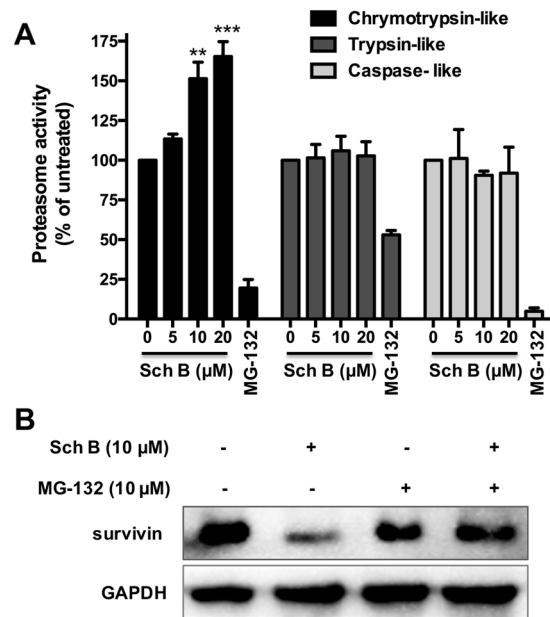 A
Chrymotrypsin-like
Trypsin-like
Caspase- like
Proteasome activity
(% of untreated)
175
150
125
100
75
50
25
0
** ***
0 5 10 20 MG-132 0 5 10 20 MG-132 0 5 10 20 MG-132
Sch B (µM) Sch B (µM) Sch B (µM)
B
Sch B (10 µM) - + - +
MG-132 (10 µM) - - + +
survivin
GAPDH